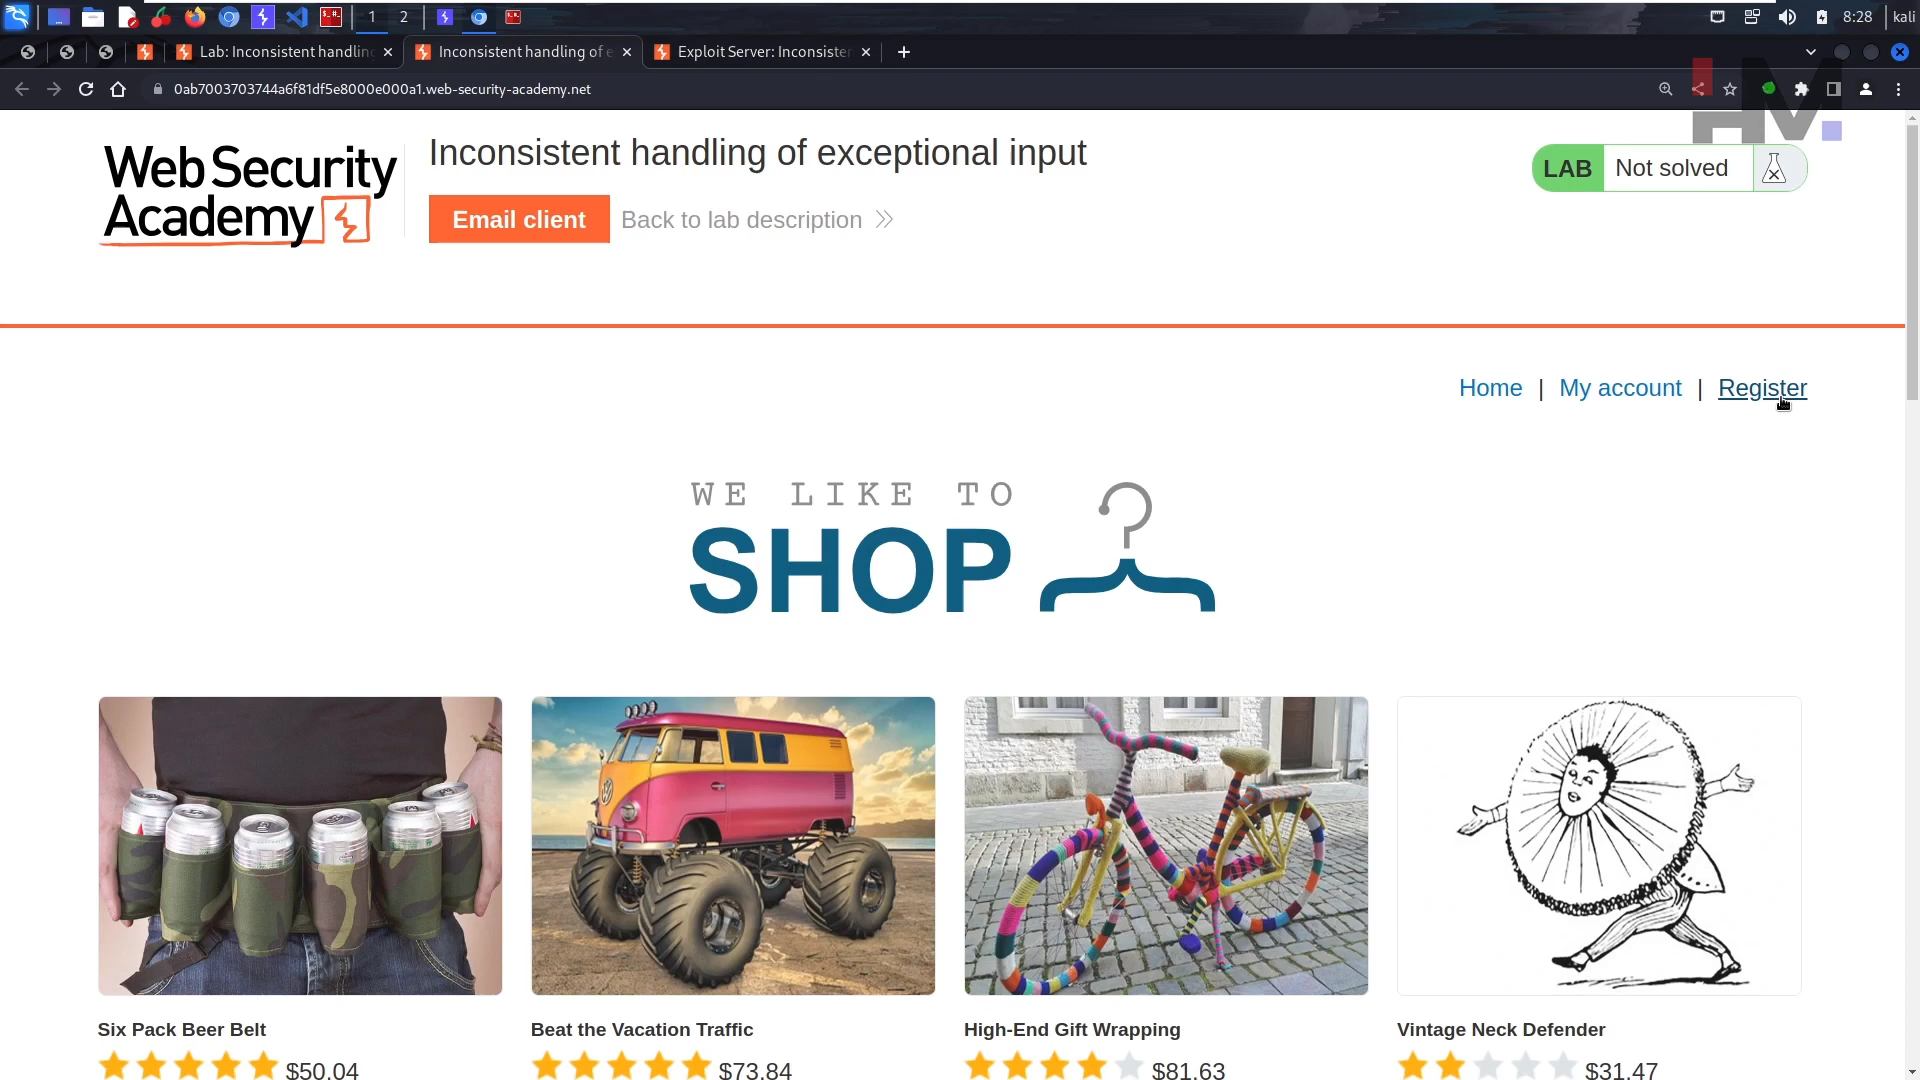 1 2 8:28 kali
Lab: Inconsistent handling Inconsistent handling of e Exploit Server: Inconsister
0ab7003703744a6f81df5e8000e000a1.web-security-academy.net
HM
Web Security
Academy
Inconsistent handling of exceptional input
Email client Back to lab description
LAB Not solved
Home | My account | Register
WE LIKE TO
SHOP
Six Pack Beer Belt
$50.04
Beat the Vacation Traffic
$73.84
High-End Gift Wrapping
$81.63
Vintage Neck Defender
$31.47